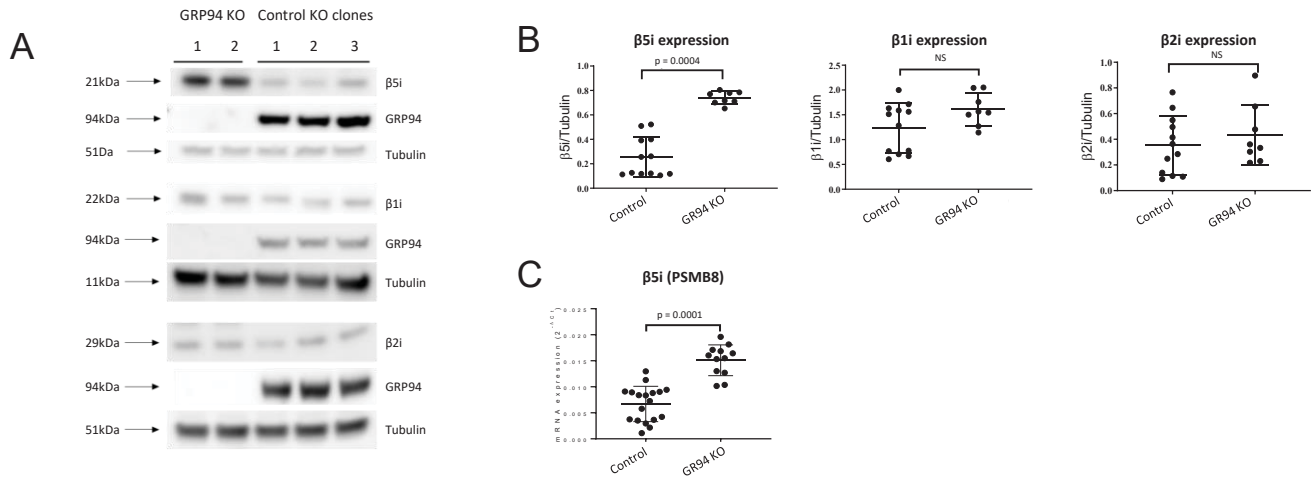 A
GRP94 KO
Control KO clones
1 2 1 2 3
21kDa
β5i
94kDa
GRP94
51Da
Tubulin
22kDa
β1i
94kDa
GRP94
11kDa
Tubulin
29kDa
β2i
94kDa
GRP94
51kDa
Tubulin
B
β5i expression
p = 0.0004
β5i/Tubulin
1.0
0.8
0.6
0.4
0.2
0.0
Control
GR94 KO
β1i expression
NS
β1i/Tubulin
2.5
2.0
1.5
1.0
0.5
0.0
Control
GR94 KO
β2i expression
NS
β2i/Tubulin
1.0
0.8
0.6
0.4
0.2
0.0
Control
GR94 KO
C
β5i (PSMB8)
p = 0.0001
mRNA expression (2
0.025
0.020
0.015
0.010
0.005
0.000
Control
GR94 KO